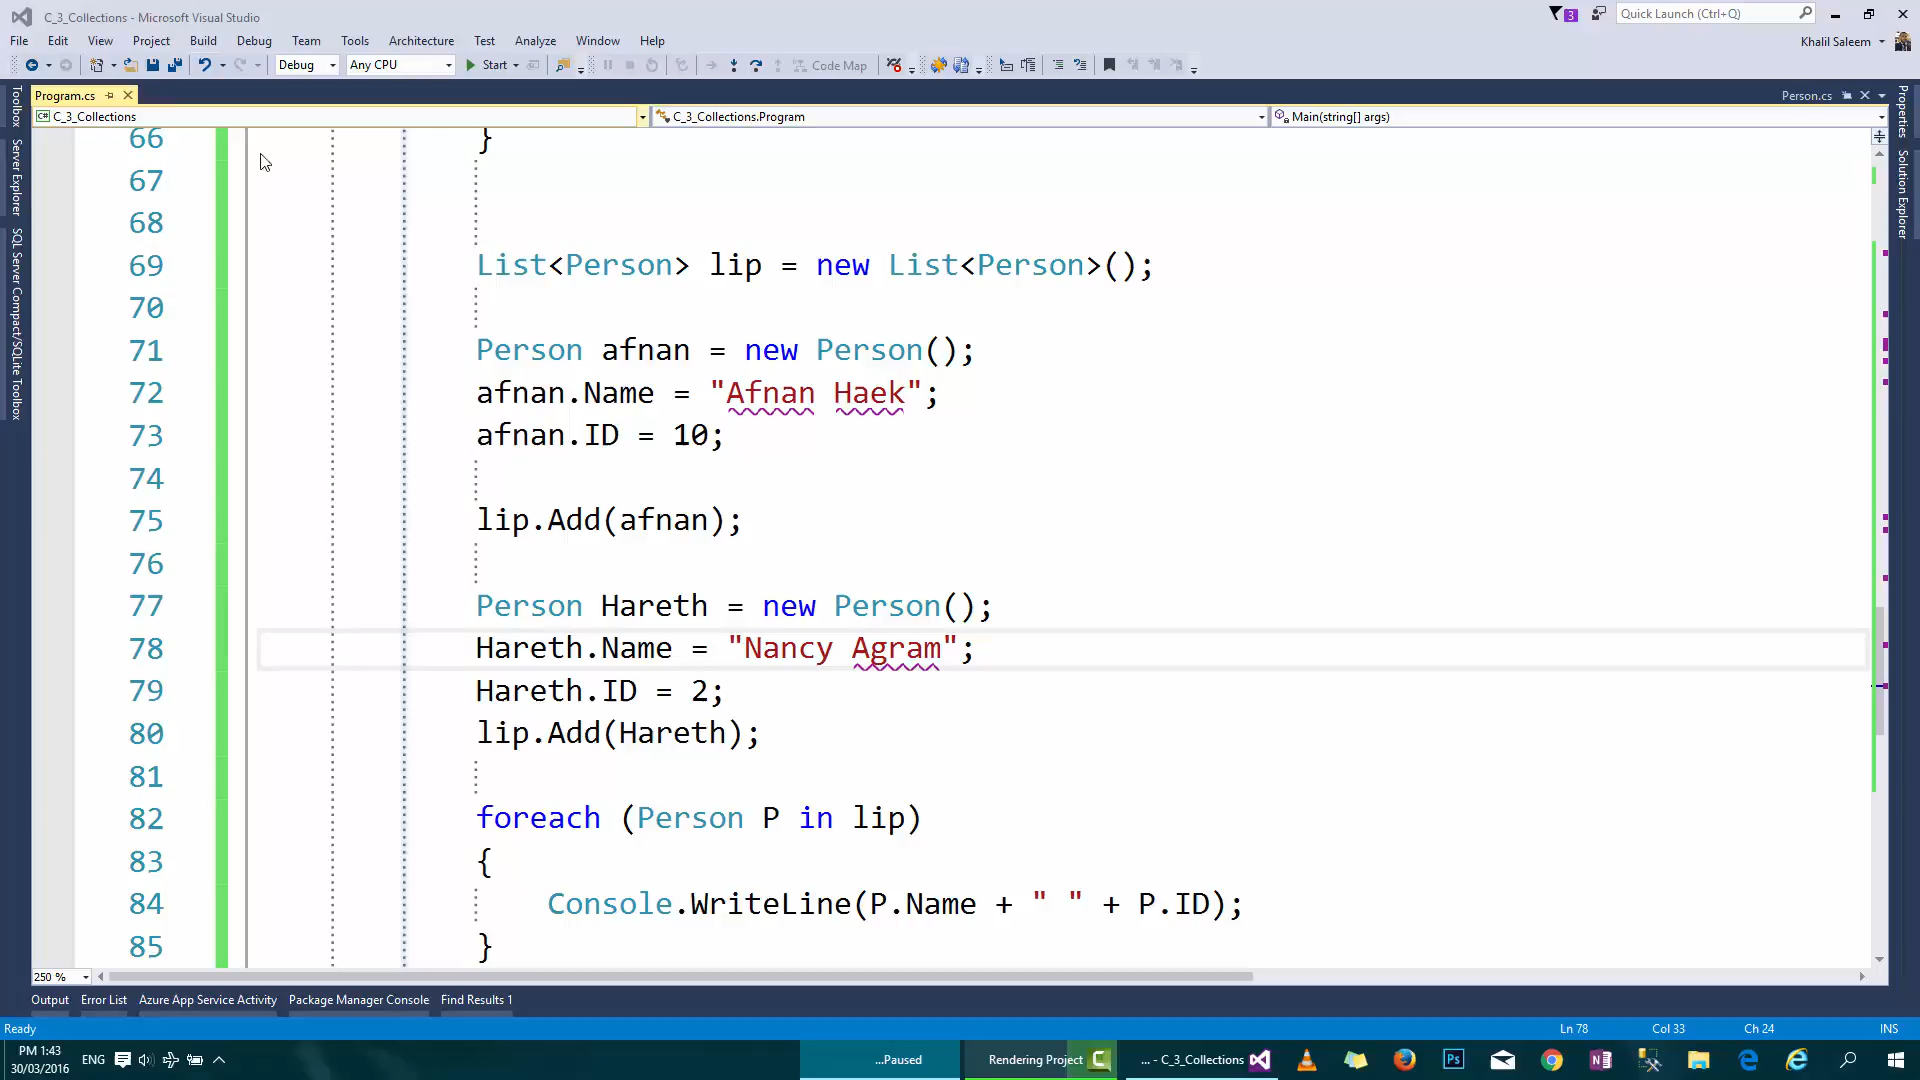 C_3_Collections - Microsoft Visual Studio
3
Quick Launch (Ctrl+Q)
File Edit View Project Build Debug Team Tools Architecture Test Analyze Window Help
Khalil Saleem
Debug Any CPU Start Code Map
Program.cs
Person.cs
C_3_Collections
C_3_Collections.Program
Main(string[] args)
Toolbox
Server Explorer
SQL Server Compact/SQLite Toolbox
Properties
Solution Explorer
66 }
67
68
69 List<Person> lip = new List<Person>();
70
71 Person afnan = new Person();
72 afnan.Name = "Afnan Haek";
73 afnan.ID = 10;
74
75 lip.Add(afnan);
76
77 Person Hareth = new Person();
78 Hareth.Name = "Nancy Agram";
79 Hareth.ID = 2;
80 lip.Add(Hareth);
81
82 foreach (Person P in lip)
83 {
84 Console.WriteLine(P.Name + " " + P.ID);
85 }
250 %
Output Error List Azure App Service Activity Package Manager Console Find Results 1
Ready Ln 78 Col 33 Ch 24 INS
PM 1:43
30/03/2016
ENG
...Paused
Rendering Project
... - C_3_Collections
Ps